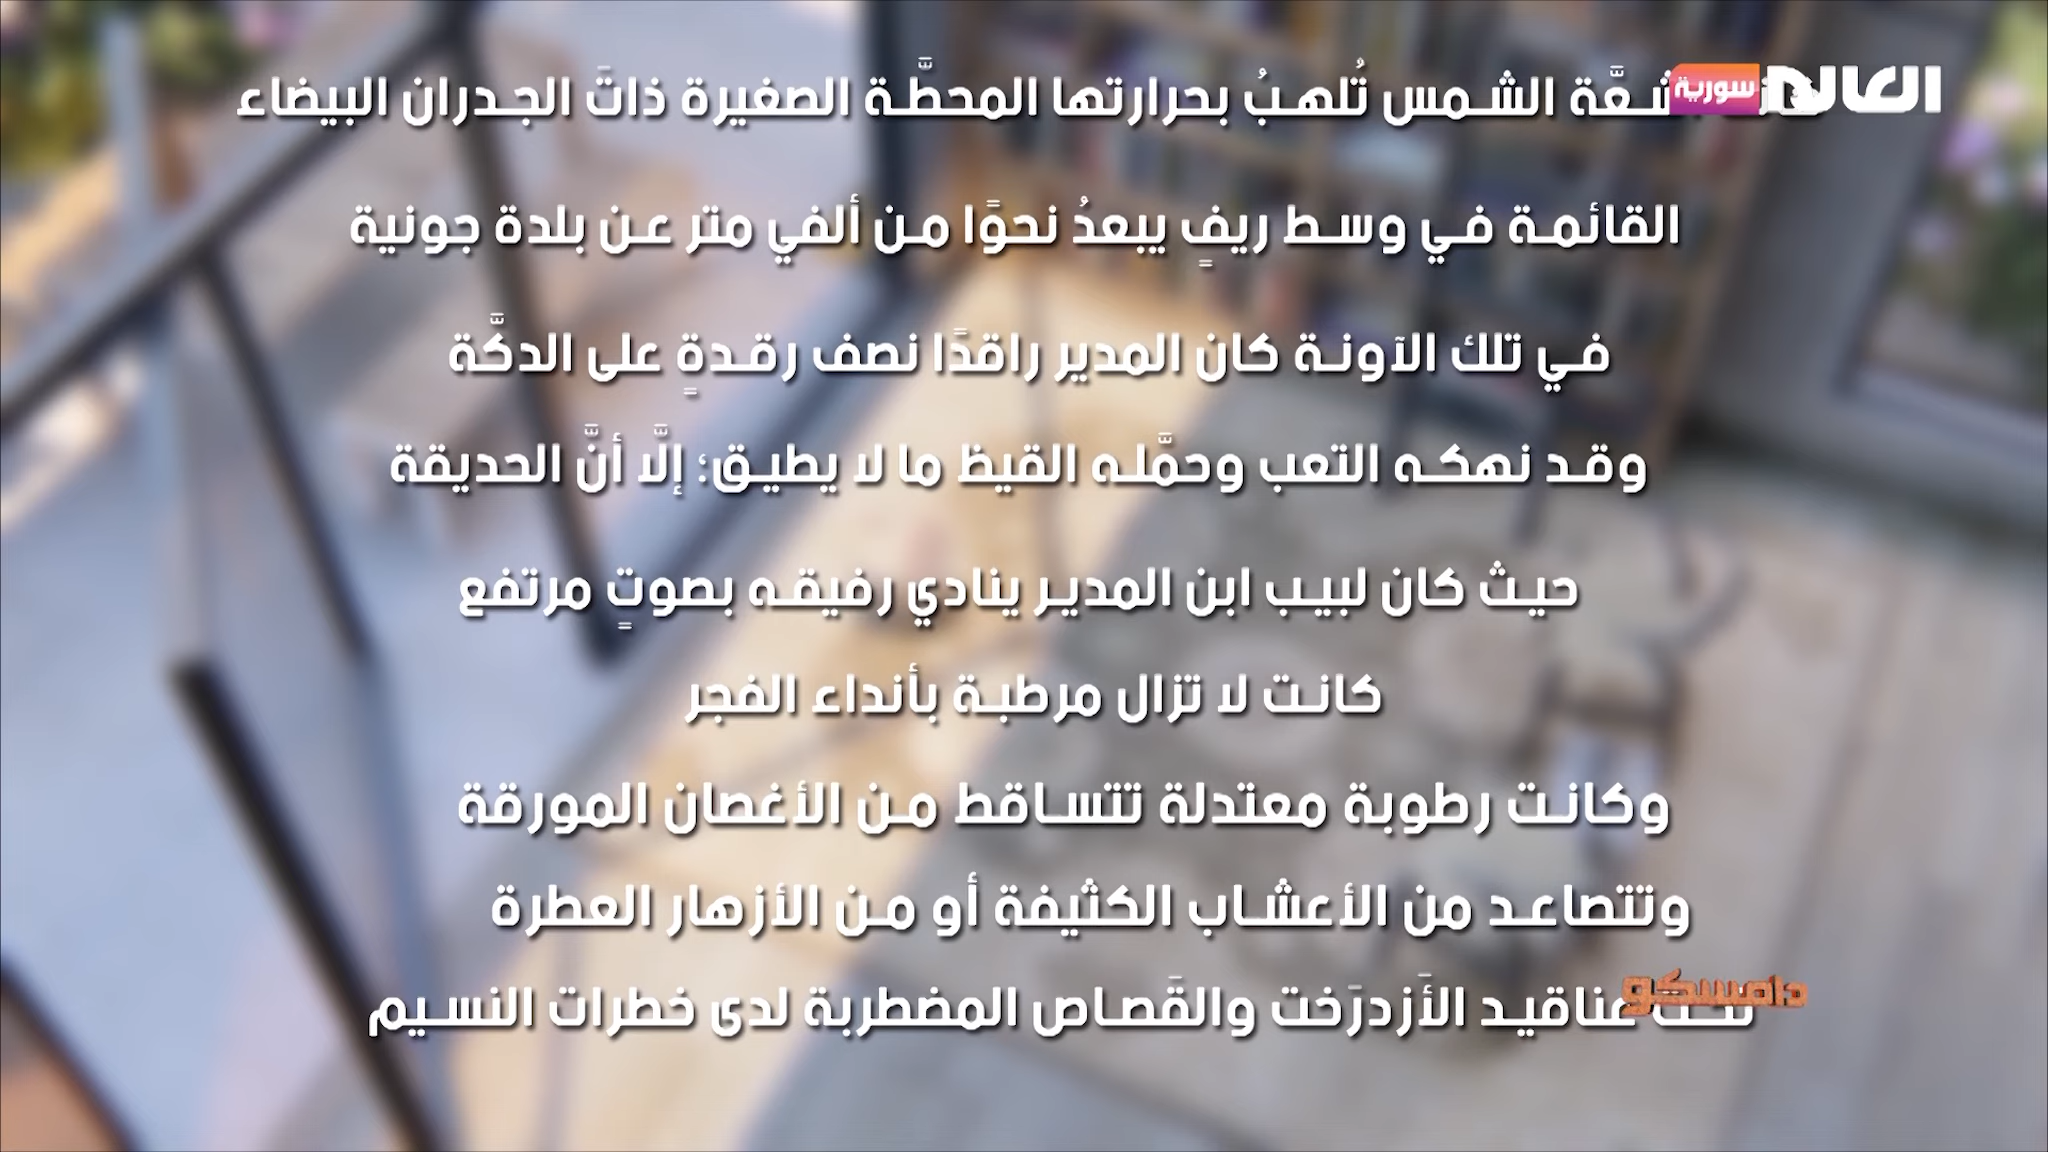 العالم سورية
شعَّة الشمس تُلهبُ بحرارتها المحطَّة الصغيرة ذاتَ الجدران البيضاء
القائمة في وسط ريفٍ يبعدُ نحوًا من ألفي متر عن بلدة جونية
في تلك الآونة كان المدير راقدًا نصف رقدةٍ على الدكَّة
وقد نهكه التعب وحمَّله القيظ ما لا يطيق؛ إلَّا أنَّ الحديقة
حيث كان لبيب ابن المدير ينادي رفيقه بصوتٍ مرتفع
كانت لا تزال مرطبة بأنداء الفجر
وكانت رطوبة معتدلة تتساقط من الأغصان المورقة
وتتصاعد من الأعشاب الكثيفة أو من الأزهار العطرة
عناقيد الأَزدرَخت والقَصاص المضطربة لدى خطرات النسيم
دامسكو